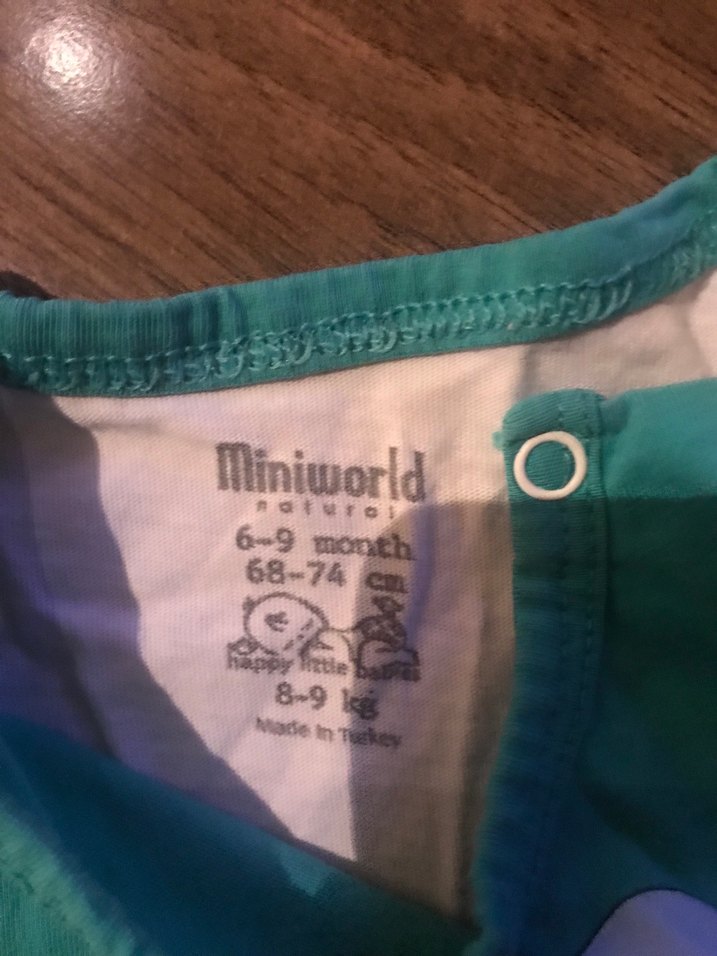 Miniworld
natural
6-9 month
68-74 cm
happy little babies
8-9 kg
Made In Turkey